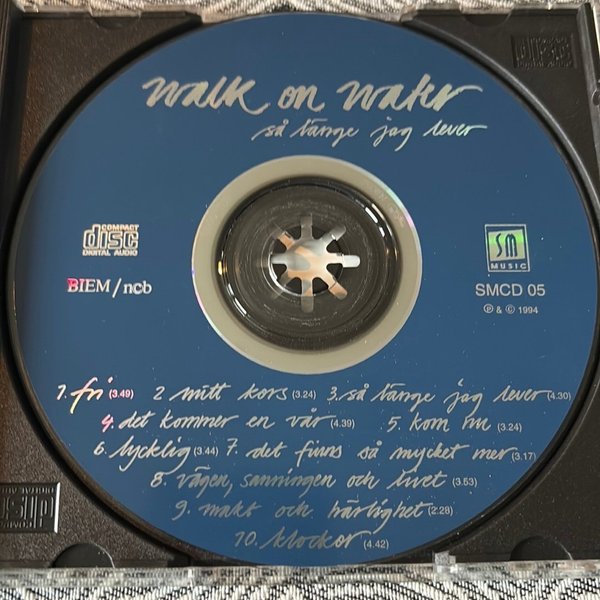 walk on water
så länge jag lever
COMPACT
disc
DIGITAL AUDIO
SM
MUSIC
BIEM/ncb
SMCD 05
℗ & © 1994
1. fri (3.49) 2 mitt kors (3.24) 3. så länge jag lever (4.30)
4. det kommer en vår (4.39) 5. kom nu (3.24)
6. lycklig (3.44) 7. det finns så mycket mer (3.17)
8. vägen, sanningen och livet (3.53)
9. makt och härlighet (2:28)
10. klockor (4.42)